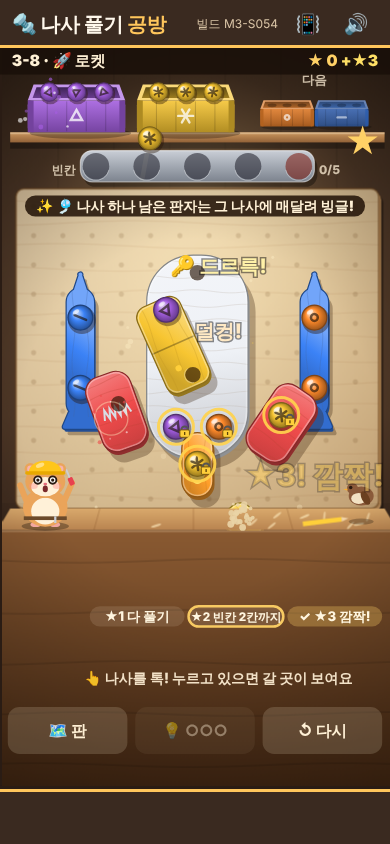 나사 풀기 공방
빌드 M3-S054
3-8 · 🚀 로켓
★ 0 +★3
다음
빈칸
0/5
✨ 🎐 나사 하나 남은 판자는 그 나사에 매달려 빙글!
🔑 드르륵!
덜컹!
★3! 깜짝!
★1 다 풀기
★2 빈칸 2칸까지
✓ ★3 깜짝!
👆 나사를 톡! 누르고 있으면 갈 곳이 보여요
🗺️ 판
💡 ○○○
↺ 다시